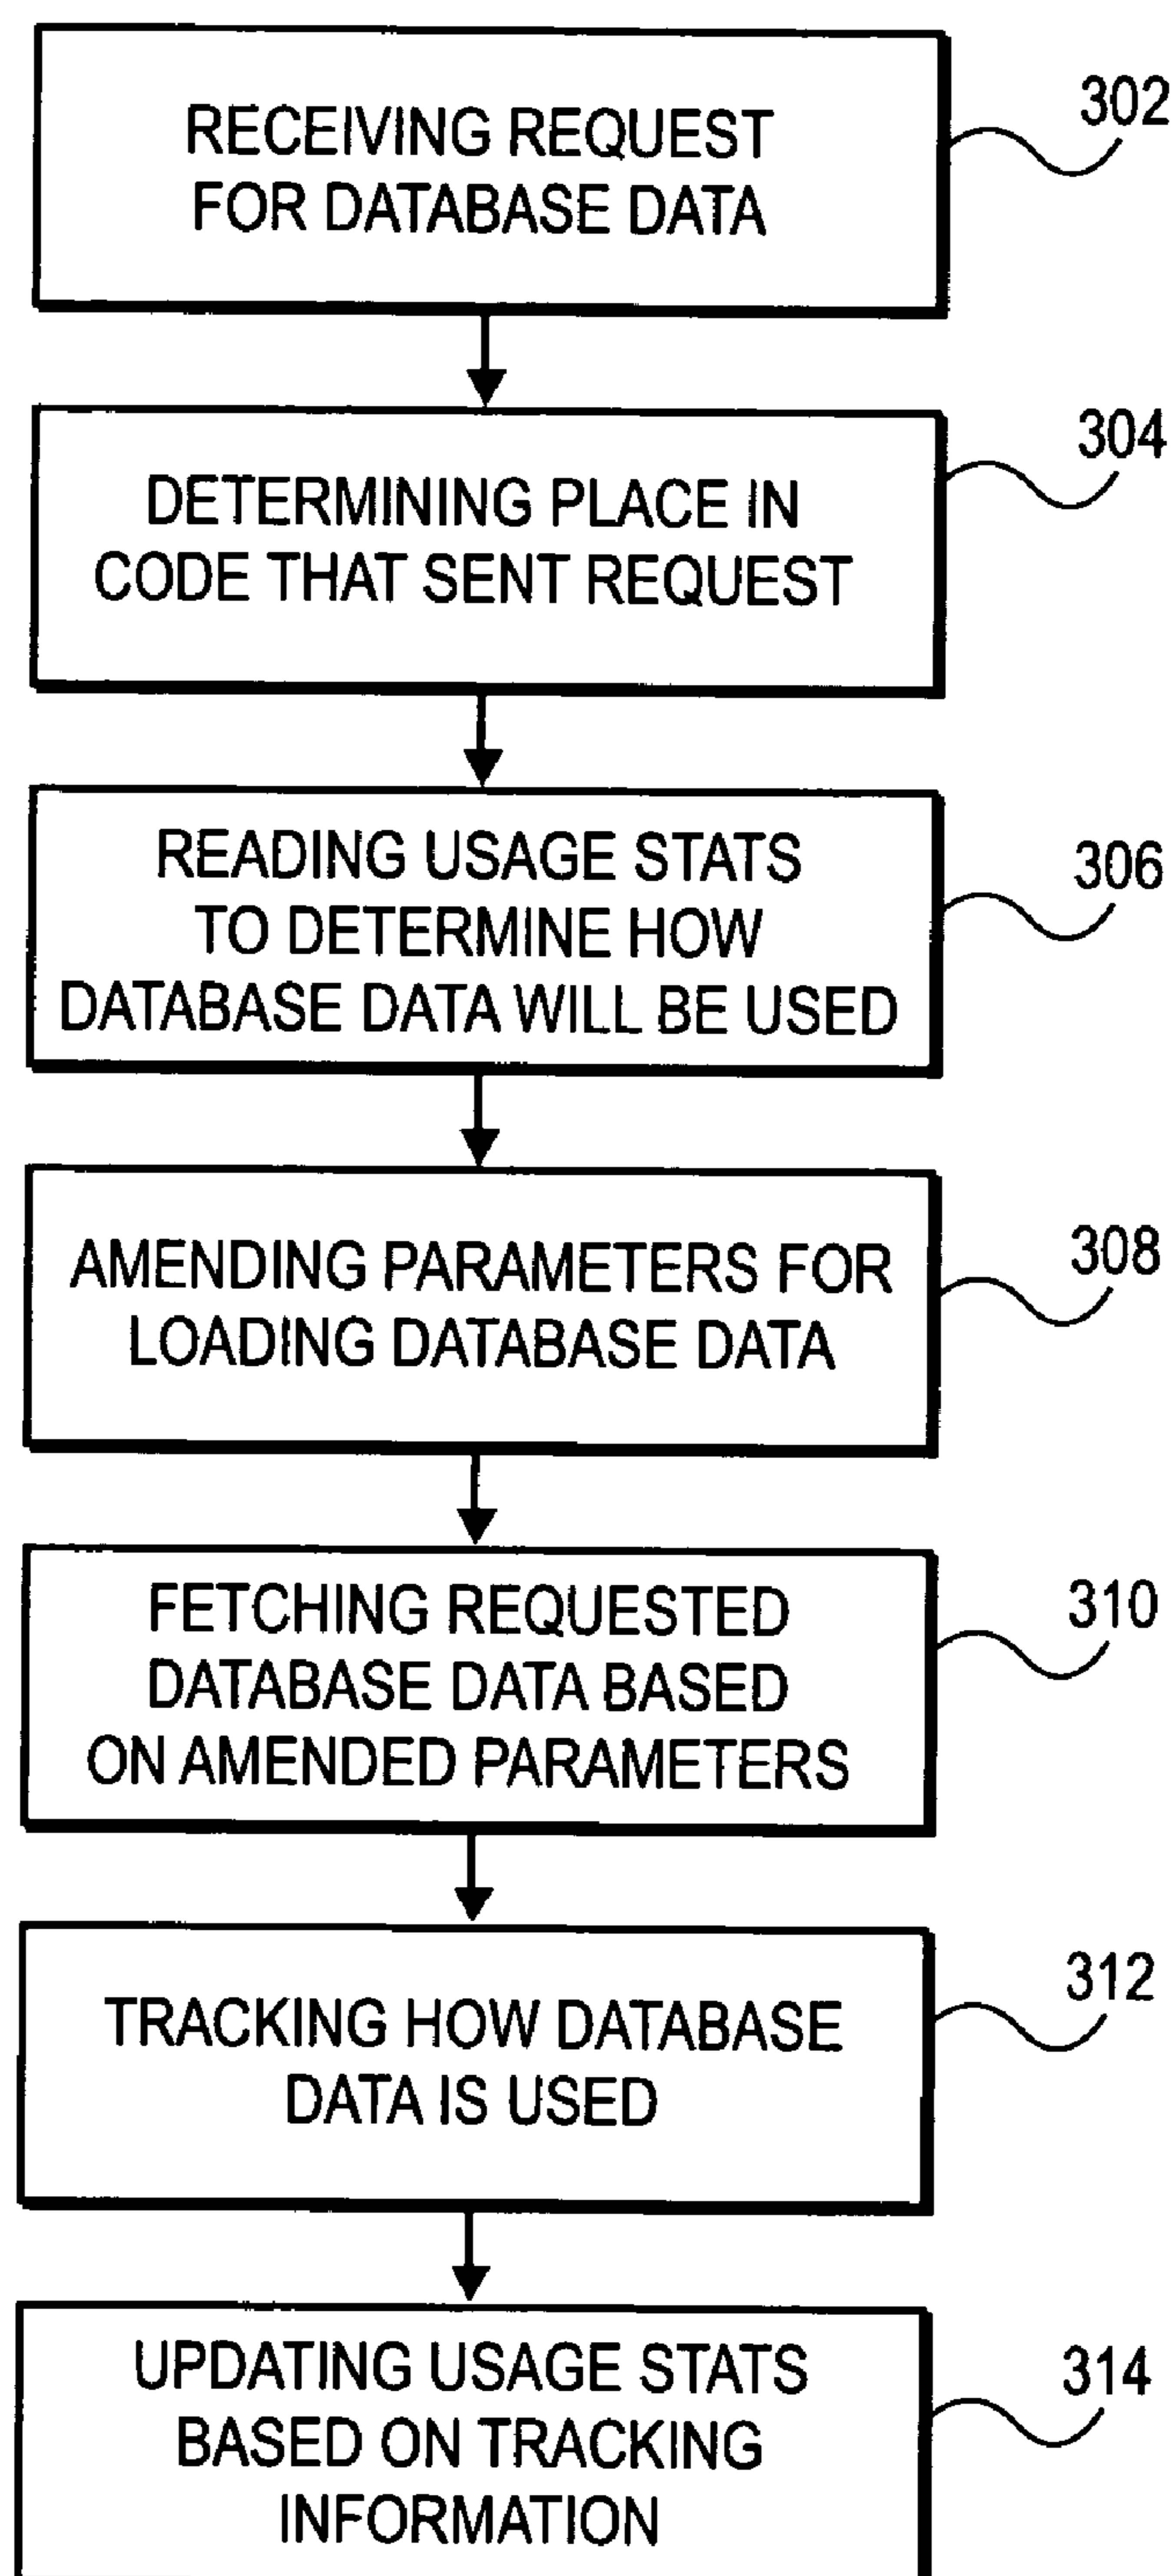 RECEIVING REQUEST
FOR DATABASE DATA
302
DETERMINING PLACE IN
CODE THAT SENT REQUEST
304
READING USAGE STATS
TO DETERMINE HOW
DATABASE DATA WILL BE USED
306
AMENDING PARAMETERS FOR
LOADING DATABASE DATA
308
FETCHING REQUESTED
DATABASE DATA BASED
ON AMENDED PARAMETERS
310
TRACKING HOW DATABASE
DATA IS USED
312
UPDATING USAGE STATS
BASED ON TRACKING
INFORMATION
314